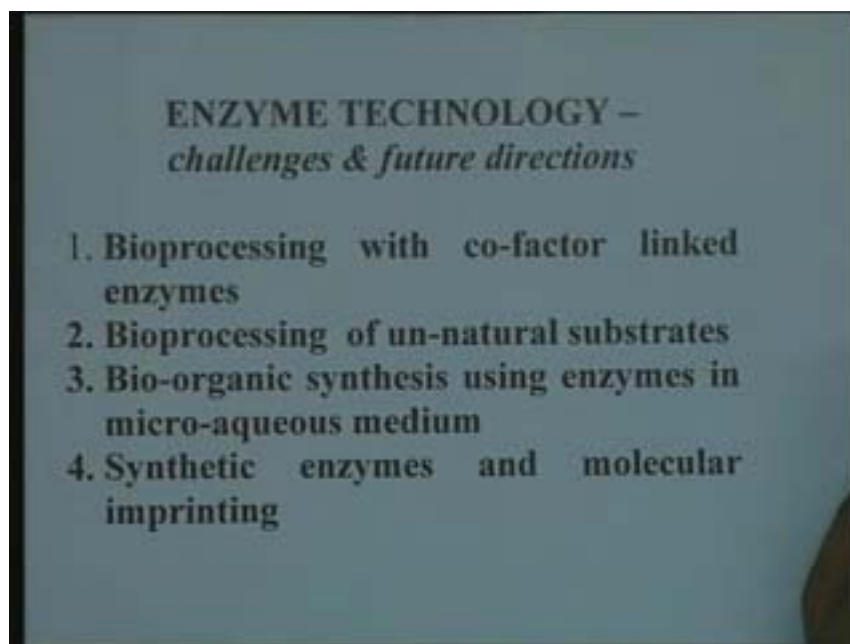 ENZYME TECHNOLOGY –
challenges & future directions
1. Bioprocessing with co-factor linked
enzymes
2. Bioprocessing of un-natural substrates
3. Bio-organic synthesis using enzymes in
micro-aqueous medium
4. Synthetic enzymes and molecular
imprinting